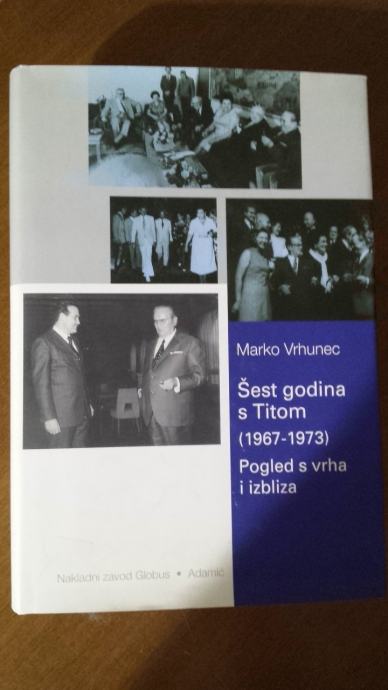 Marko Vrhunec
Šest godina
s Titom
(1967-1973)
Pogled s vrha
i izbliza
Nakladni zavod Globus • Adamić